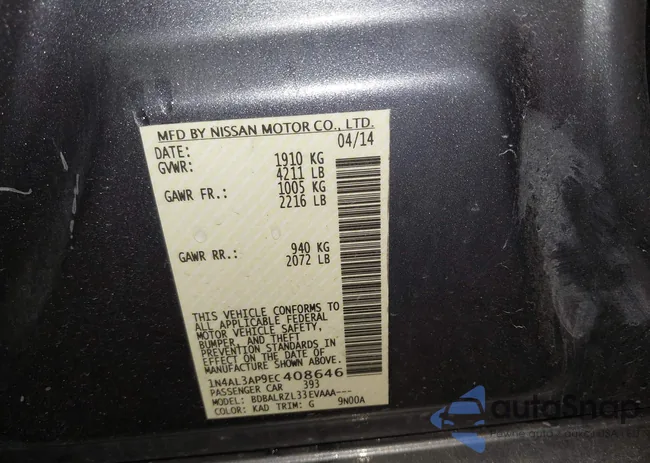 MFD BY NISSAN MOTOR CO., LTD.
DATE: 04/14
GVWR: 1910 KG
4211 LB
GAWR FR.: 1005 KG
2216 LB
GAWR RR.: 940 KG
2072 LB
THIS VEHICLE CONFORMS TO
ALL APPLICABLE FEDERAL
MOTOR VEHICLE SAFETY,
BUMPER, AND THEFT
PREVENTION STANDARDS IN
EFFECT ON THE DATE OF
MANUFACTURE SHOWN ABOVE.
1N4AL3AP9EC408646
PASSENGER CAR 393
MODEL: BDBALRZL33EVAAA---
COLOR: KAD TRIM: G 9N00A
autoSnap